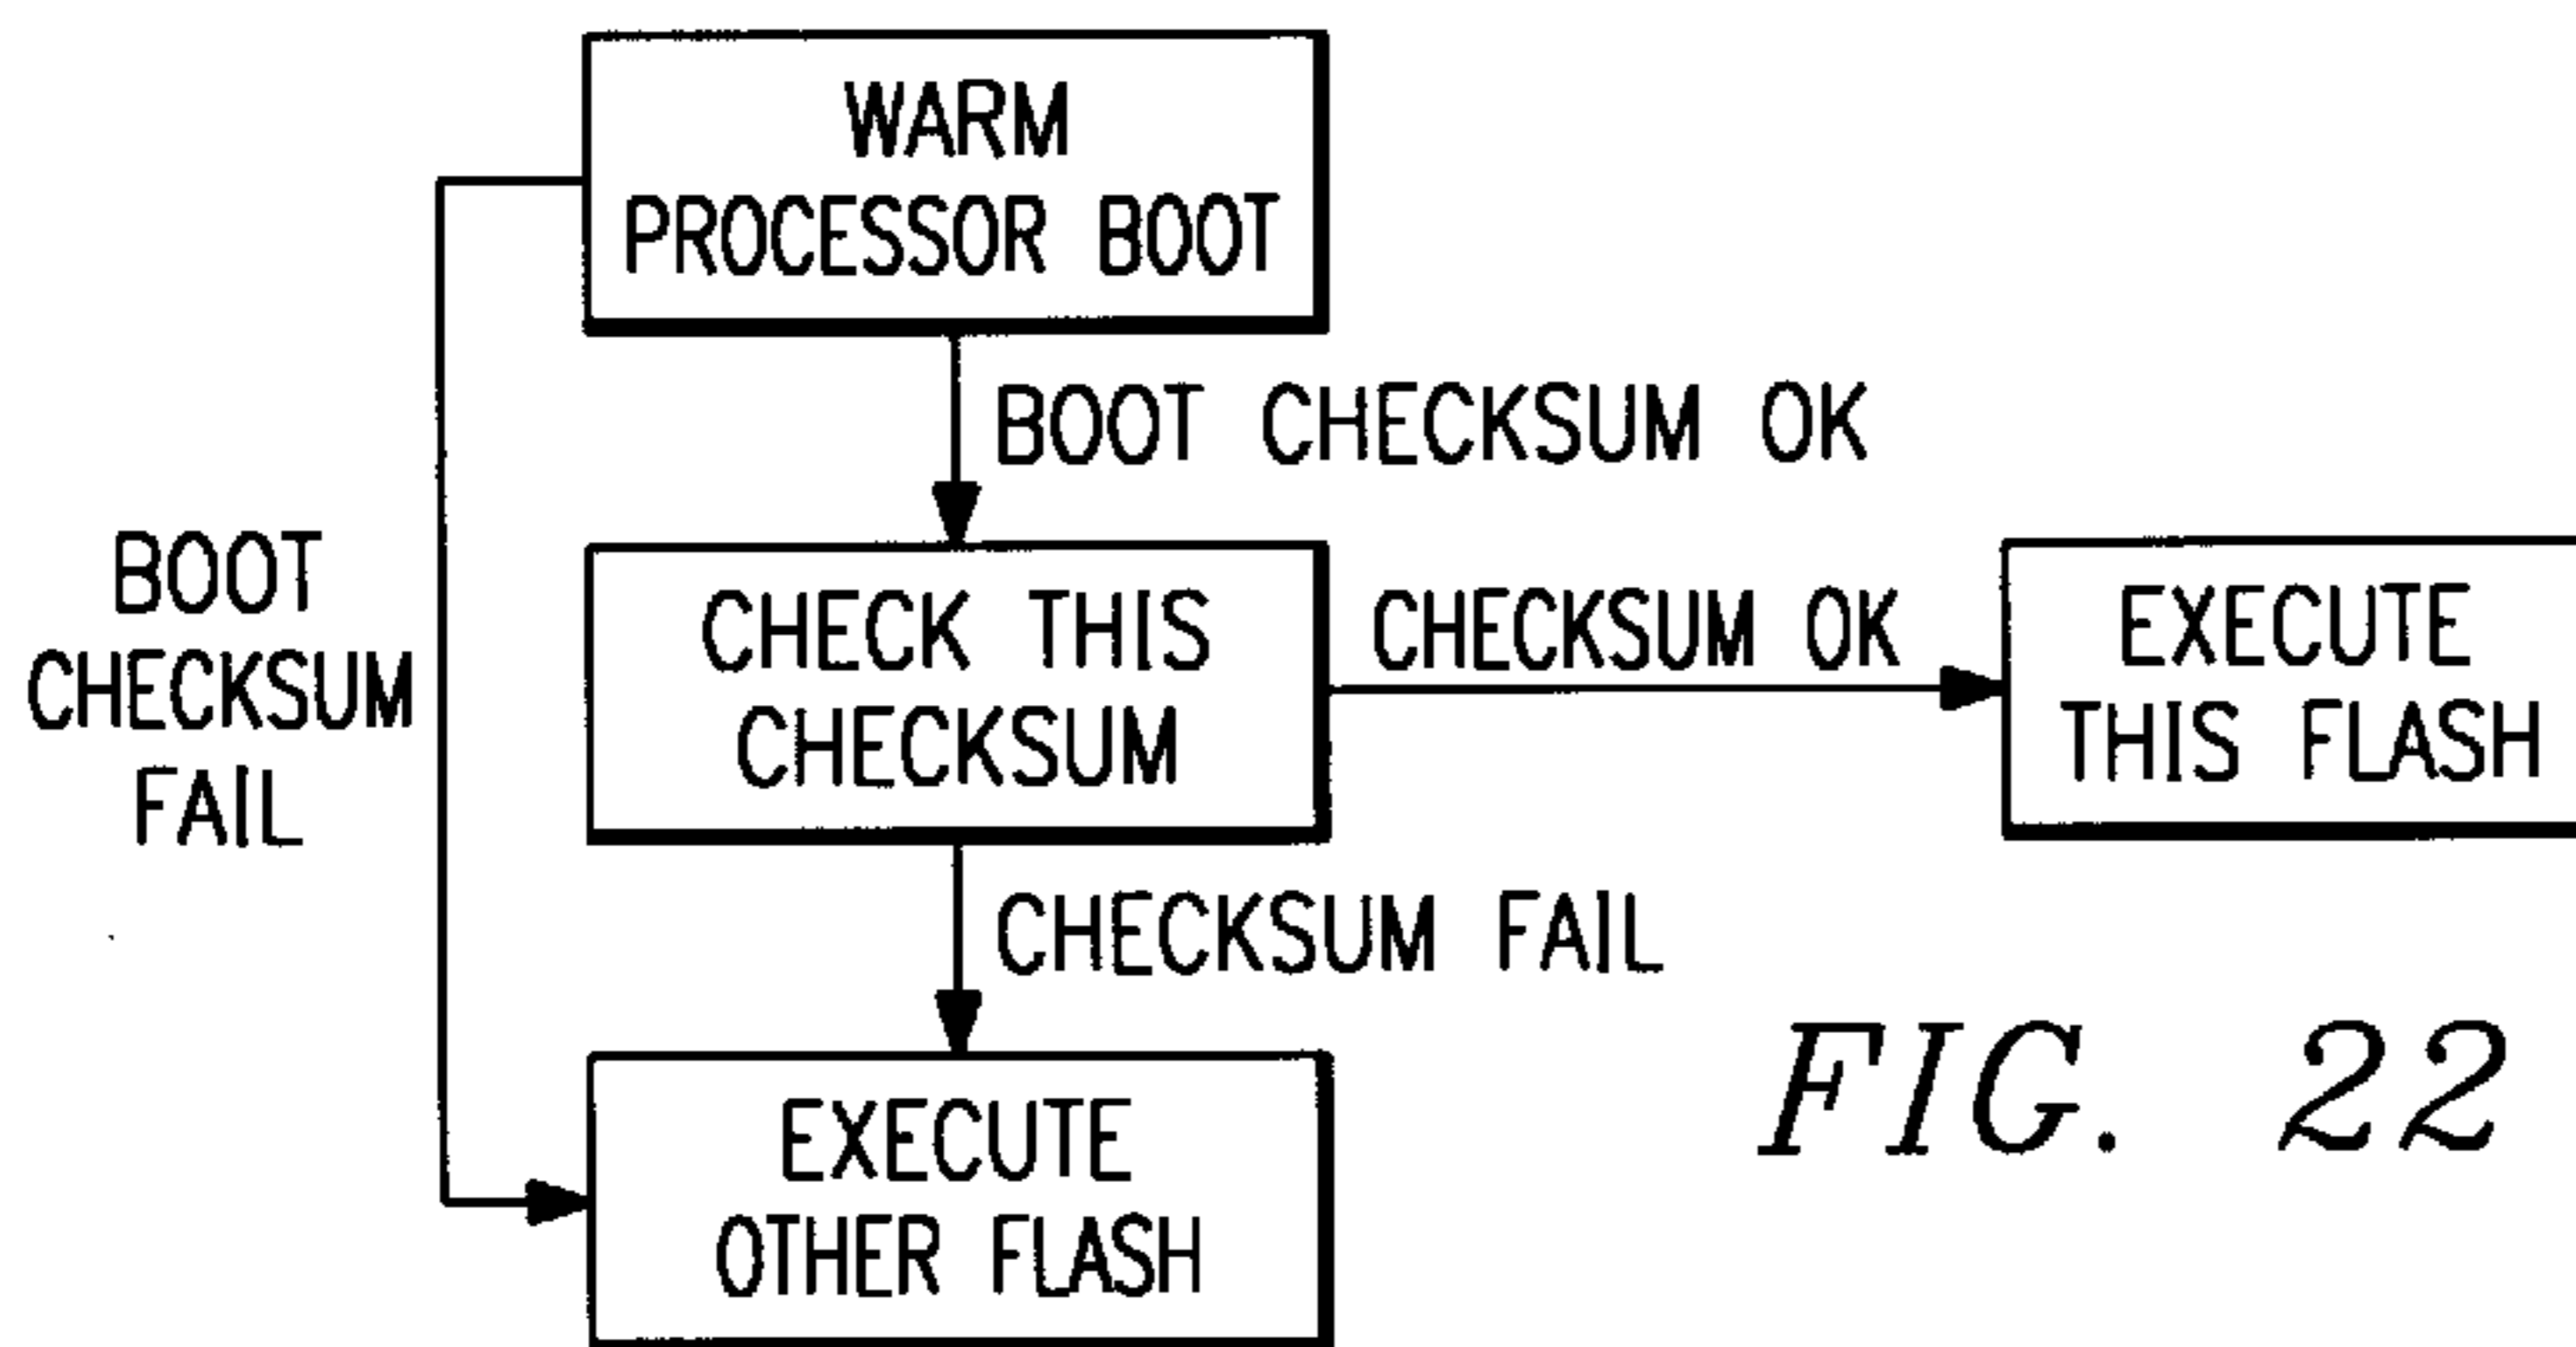 WARM
PROCESSOR BOOT
BOOT CHECKSUM OK
BOOT
CHECKSUM
FAIL
CHECK THIS
CHECKSUM
CHECKSUM OK
EXECUTE
THIS FLASH
CHECKSUM FAIL
EXECUTE
OTHER FLASH
FIG. 22